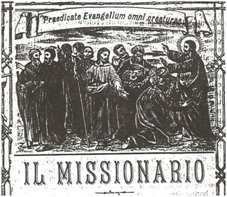 Praedicate Evangelium omni creaturae
IL MISSIONARIO